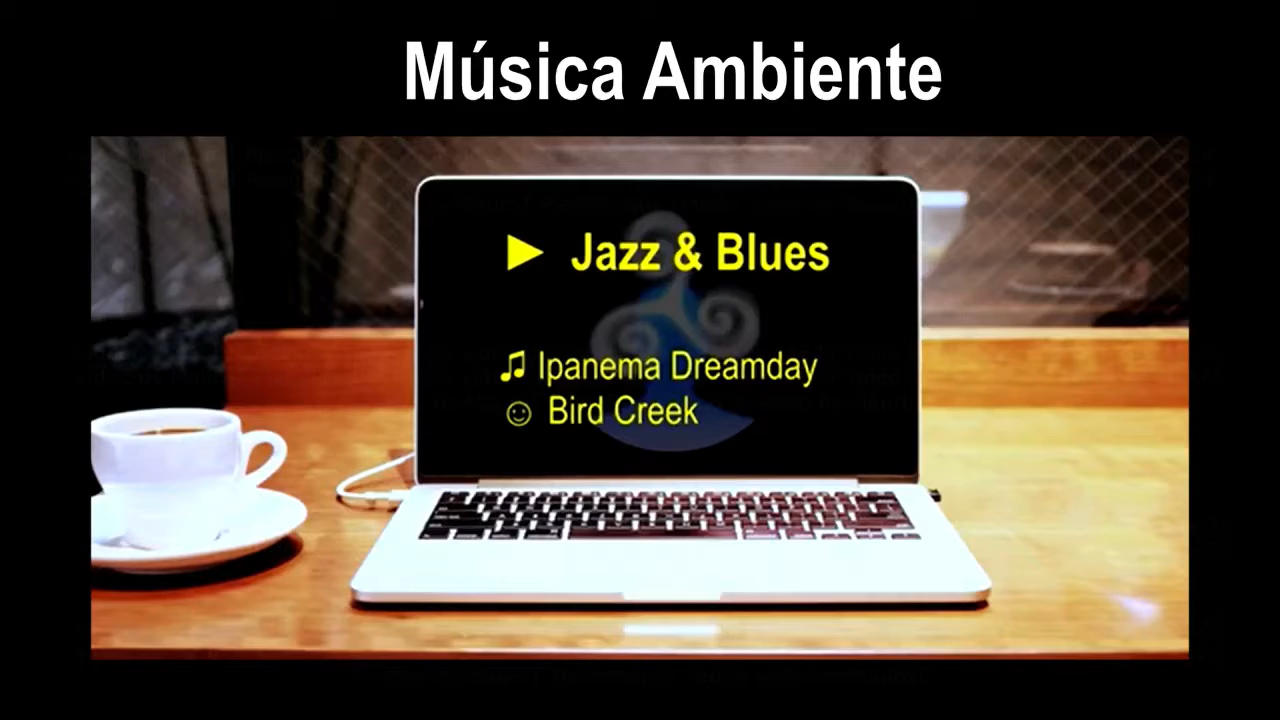 Música Ambiente
► Jazz & Blues
♫ Ipanema Dreamday
☺ Bird Creek